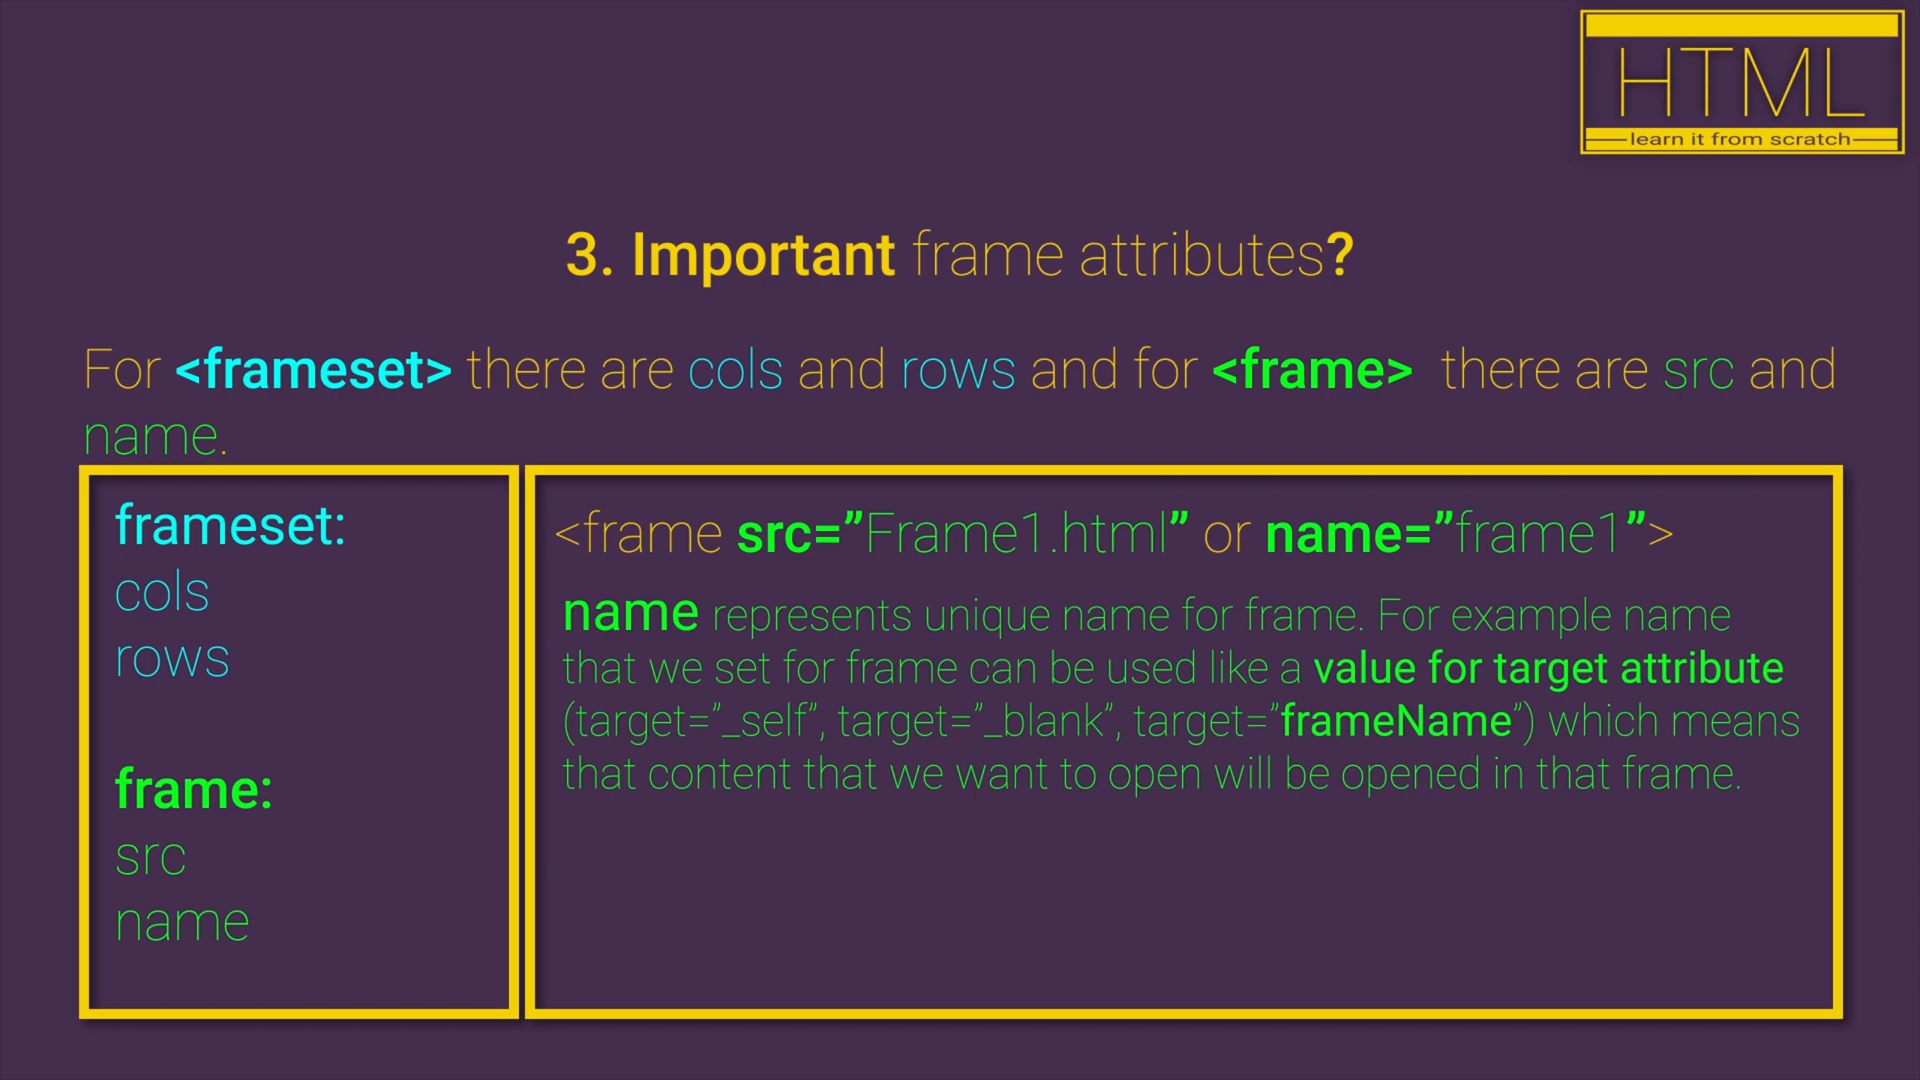 HTML
learn it from scratch
3. Important frame attributes?
For <frameset> there are cols and rows and for <frame> there are src and
name.
frameset:
cols
rows
frame:
src
name
<frame src=”Frame1.html” or name=”frame1”>
name represents unique name for frame. For example name
that we set for frame can be used like a value for target attribute
(target=”_self”, target=”_blank”, target=”frameName”) which means
that content that we want to open will be opened in that frame.